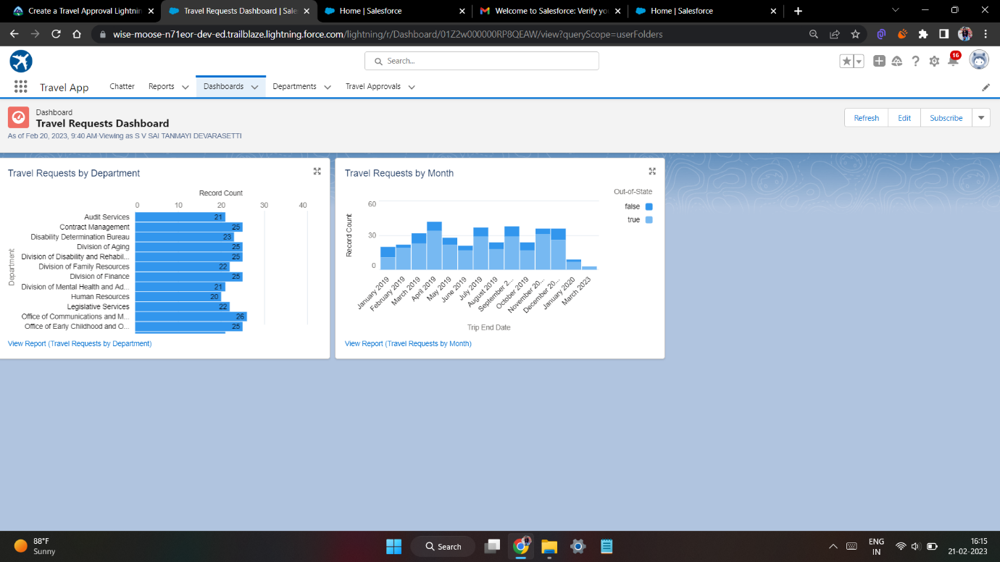 Create a Travel Approval Lightnin
Travel Requests Dashboard | Sale
Home | Salesforce
Welcome to Salesforce: Verify yo
Home | Salesforce
wise-moose-n71eor-dev-ed.trailblaze.lightning.force.com/lightning/r/Dashboard/01Z2w000000RP8QEAW/view?queryScope=userFolders
Search...
16
Travel App
Chatter
Reports
Dashboards
Departments
Travel Approvals
Dashboard
Travel Requests Dashboard
As of Feb 20, 2023, 9:40 AM·Viewing as S V SAI TANMAYI DEVARASETTI
Refresh
Edit
Subscribe
Travel Requests by Department
Record Count
0 10 20 30 40
Department
Audit Services 21
Contract Management 25
Disability Determination Bureau 23
Division of Aging 25
Division of Disability and Rehabil... 25
Division of Family Resources 22
Division of Finance 25
Division of Mental Health and Ad... 21
Human Resources 20
Legislative Services 22
Office of Communications and M... 26
Office of Early Childhood and O... 25
View Report (Travel Requests by Department)
Travel Requests by Month
Out-of-State
false
true
Record Count
60
30
0
January 2019
February 2019
March 2019
April 2019
May 2019
June 2019
July 2019
August 2019
September 2...
October 2019
November 20...
December 20...
January 2020
March 2023
Trip End Date
View Report (Travel Requests by Month)
88°F
Sunny
Search
ENG
IN
16:15
21-02-2023